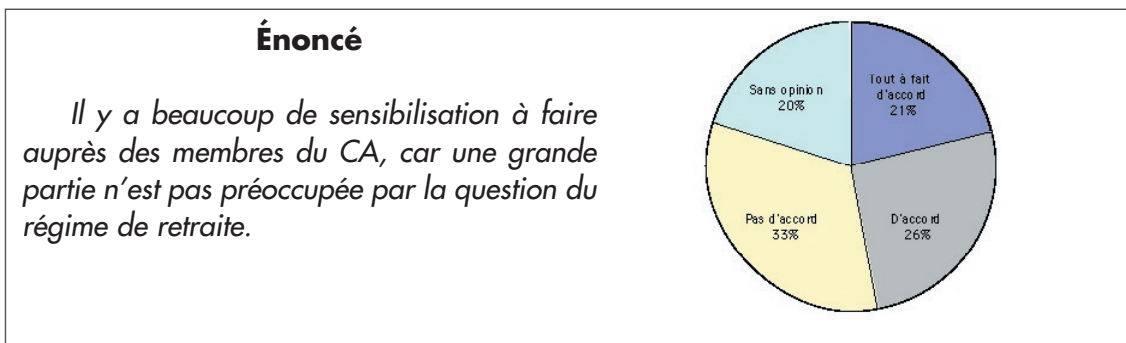 Énoncé
Il y a beaucoup de sensibilisation à faire
auprès des membres du CA, car une grande
partie n'est pas préoccupée par la question du
régime de retraite.
Sans opinion
20%
Tout à fait
d'accord
21%
Pas d'accord
33%
D'accord
26%